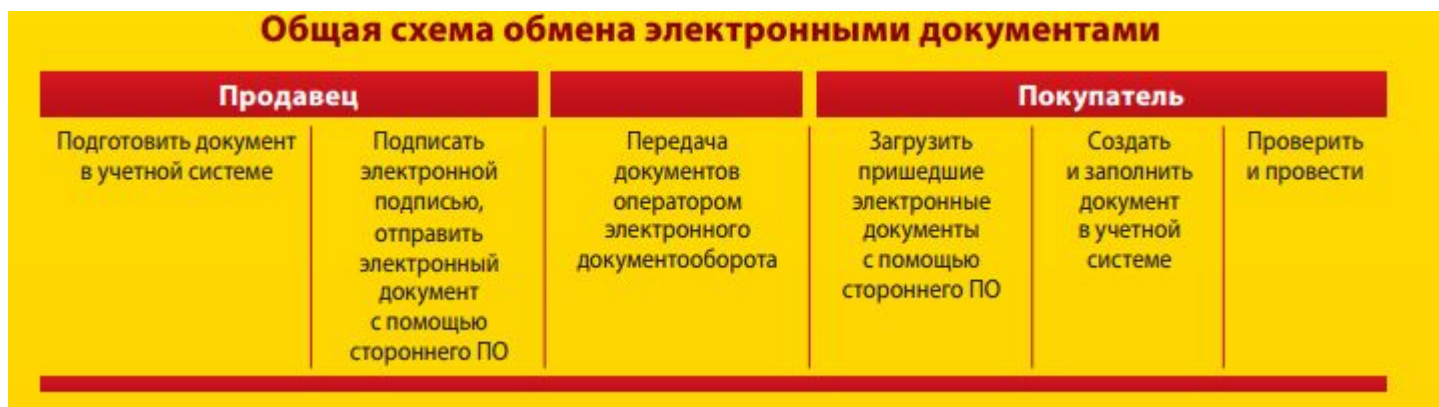 Общая схема обмена электронными документами
Продавец
Покупатель
Подготовить документ
в учетной системе
Подписать
электронной
подписью,
отправить
электронный
документ
с помощью
стороннего ПО
Передача
документов
оператором
электронного
документооборота
Загрузить
пришедшие
электронные
документы
с помощью
стороннего ПО
Создать
и заполнить
документ
в учетной
системе
Проверить
и провести